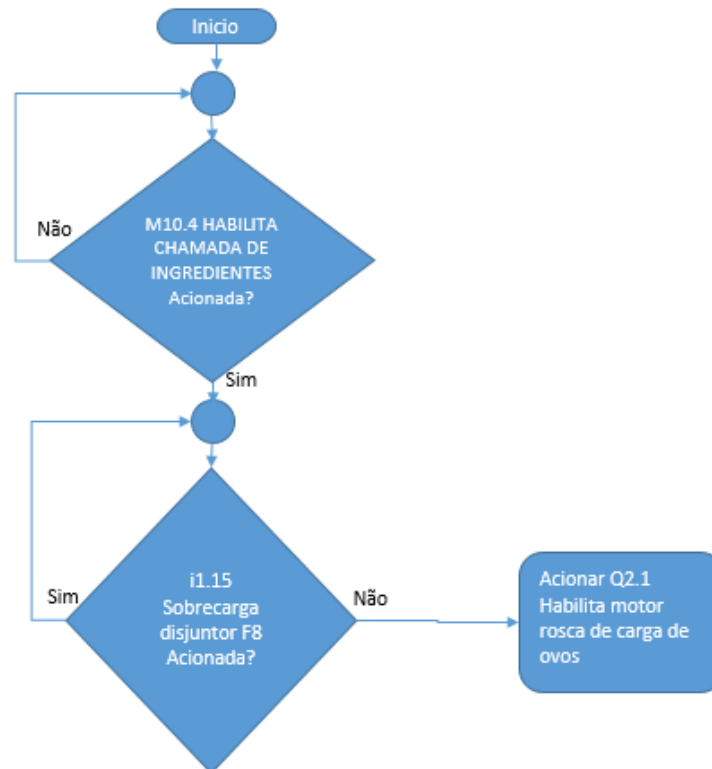 Inicio
Não
M10.4 HABILITA
CHAMADA DE
INGREDIENTES
Acionada?
Sim
Sim
i1.15
Sobrecarga
disjuntor F8
Acionada?
Não
Acionar Q2.1
Habilita motor
rosca de carga de
ovos